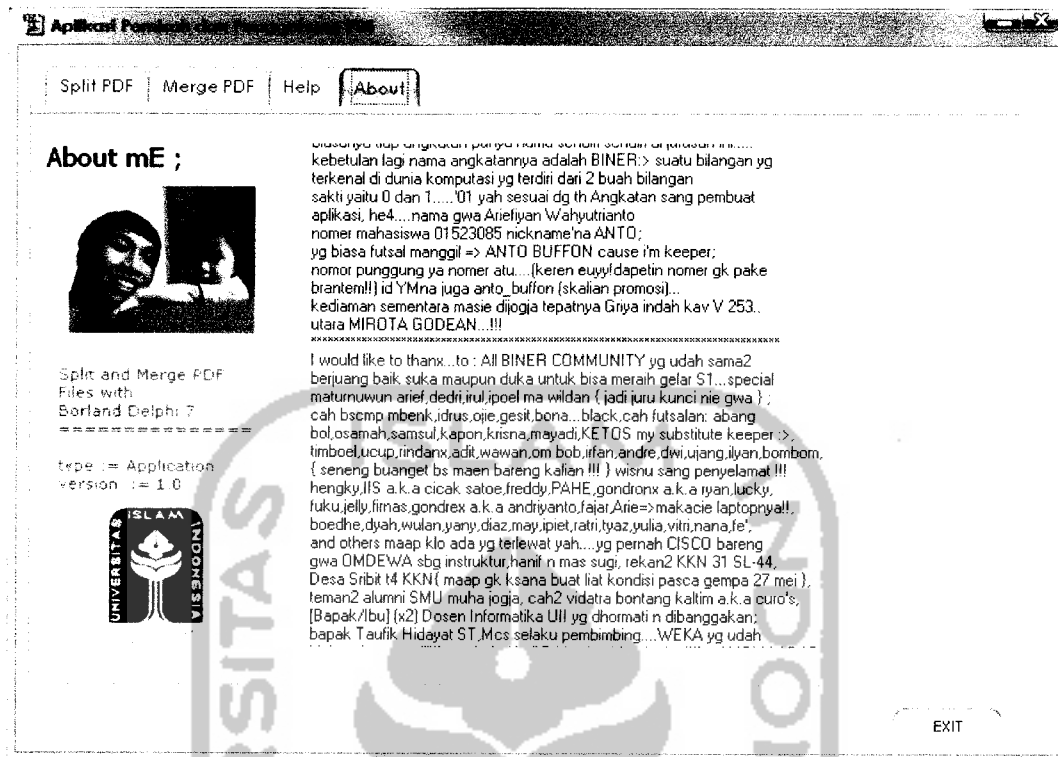 Aplikasi
Split PDF
Merge PDF
Help
About
About mE ;
Split and Merge PDF
Files with
Borland Delphi 7
================
type := Application
version := 1.0
UNIVERSITAS
ISLAM
INDONESIA
kebetulan lagi nama angkatannya adalah BINER:> suatu bilangan yg
terkenal di dunia komputasi yg terdiri dari 2 buah bilangan
sakti yaitu 0 dan 1.....'01 yah sesuai dg th Angkatan sang pembuat
aplikasi, he4....nama gwa Ariefiyan Wahyutrianto
nomer mahasiswa 01523085 nickname'na ANTO;
yg biasa futsal manggil => ANTO BUFFON cause i'm keeper;
nomor punggung ya nomer atu....(keren euyy!dapetin nomer gk pake
brantem!!) id YMna juga anto_buffon (skalian promosi)...
kediaman sementara masie dijogja tepatnya Griya indah kav V 253..
utara MIROTA GODEAN...!!!
I would like to thanx...to : All BINER COMMUNITY yg udah sama2
berjuang baik suka maupun duka untuk bisa meraih gelar S1...special
maturnuwun arief,dedri,irul,ipoel ma wildan { jadi juru kunci nie gwa } ;
cah bscmp mbenk,idrus,ojie,gesit,bona...black,cah futsalan: abang
bol,osamah,samsul,kapon,krisna,mayadi,KETOS my substitute keeper :>,
timboel,ucup,rindanx,adit,wawan,om bob,irfan,andre,dwi,ujang,ilyan,bombom,
{ seneng buanget bs maen bareng kalian !!! } wisnu sang penyelamat !!!
hengky,IIS a.k.a cicak satoe,freddy,PAHE,gondronx a.k.a ryan,lucky,
fuku,jelly,firnas,gondrex a.k.a andriyanto,fajar,Arie=>makacie laptopnya!!,
boedhe,dyah,wulan,yany,diaz,may,ipiet,ratri,tyaz,yulia,vitri,nana,fe',
and others maap klo ada yg terlewat yah....yg pernah CISCO bareng
gwa OMDEWA sbg instruktur,hanif n mas sugi, rekan2 KKN 31 SL-44,
Desa Sribit t4 KKN{ maap gk ksana buat liat kondisi pasca gempa 27 mei },
teman2 alumni SMU muha jogja, cah2 vidatra bontang kaltim a.k.a curo's,
[Bapak/Ibu] (x2) Dosen Informatika UII yg dhormati n dibanggakan;
bapak Taufik Hidayat ST,Mcs selaku pembimbing....WEKA yg udah
EXIT